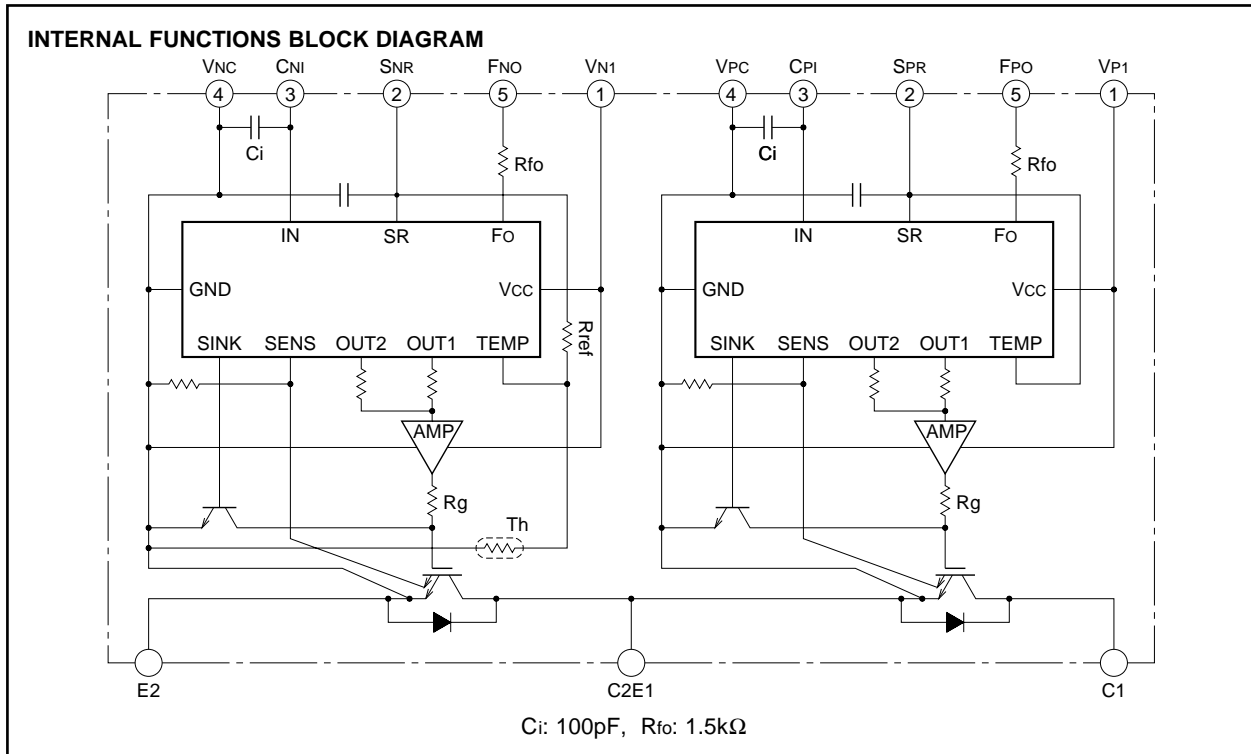 INTERNAL FUNCTIONS BLOCK DIAGRAM
VNC CNI SNR FNO VN1 VPC CPI SPR FPO VP1
4 3 2 5 1 4 3 2 5 1
Ci Rfo Ci Rfo
IN SR FO IN SR FO
GND VCC GND VCC
Rref
SINK SENS OUT2 OUT1 TEMP SINK SENS OUT2 OUT1 TEMP
AMP AMP
Rg Rg
Th
E2 C2E1 C1
Ci: 100pF, Rfo: 1.5kΩ